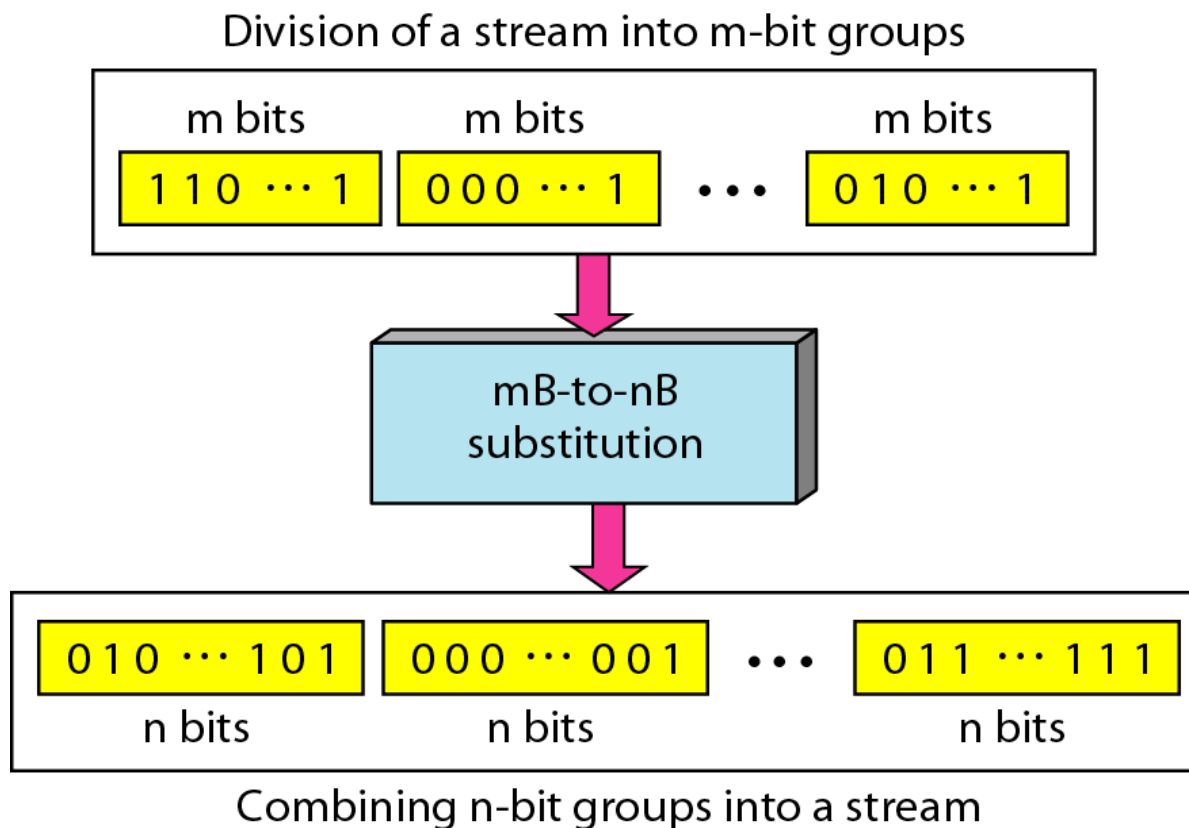 Division of a stream into m-bit groups
m bits m bits m bits
1 1 0 ··· 1 0 0 0 ··· 1 ••• 0 1 0 ··· 1
mB-to-nB
substitution
0 1 0 ··· 1 0 1 0 0 0 ··· 0 0 1 ••• 0 1 1 ··· 1 1 1
n bits n bits n bits
Combining n-bit groups into a stream